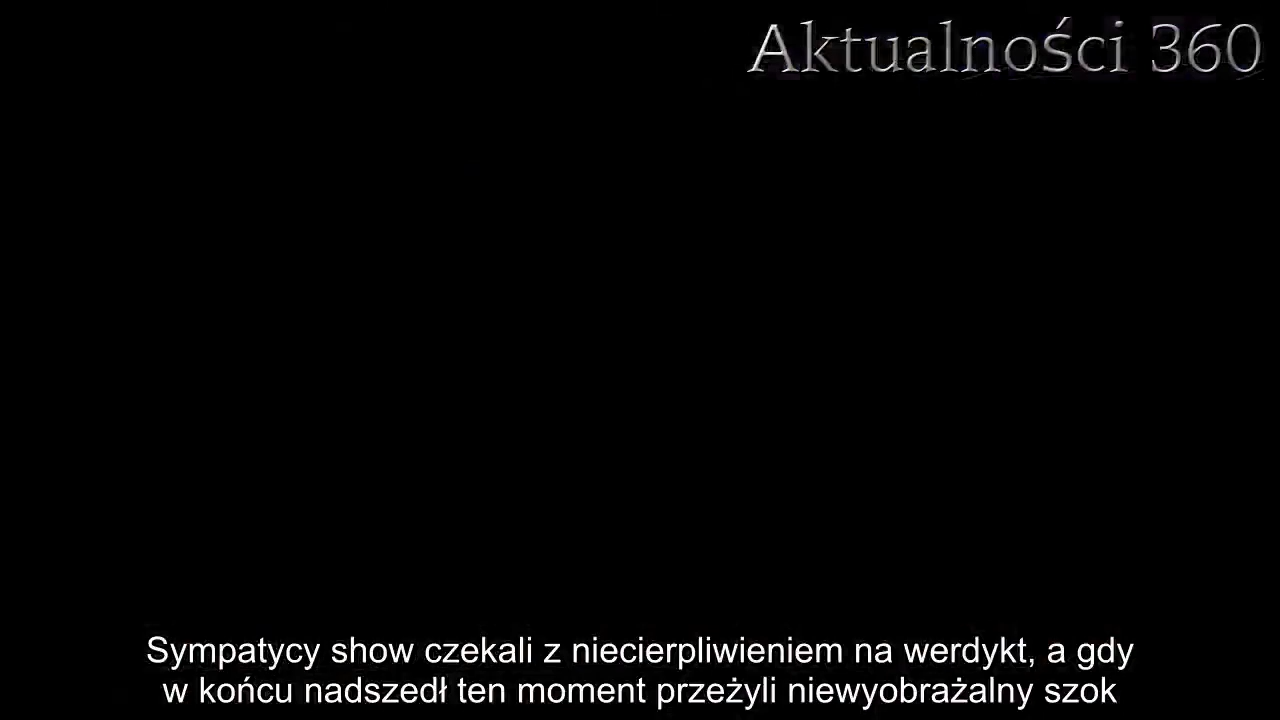 Aktualności 360
Sympatycy show czekali z niecierpliwieniem na werdykt, a gdy
w końcu nadszedł ten moment przeżyli niewyobrażalny szok